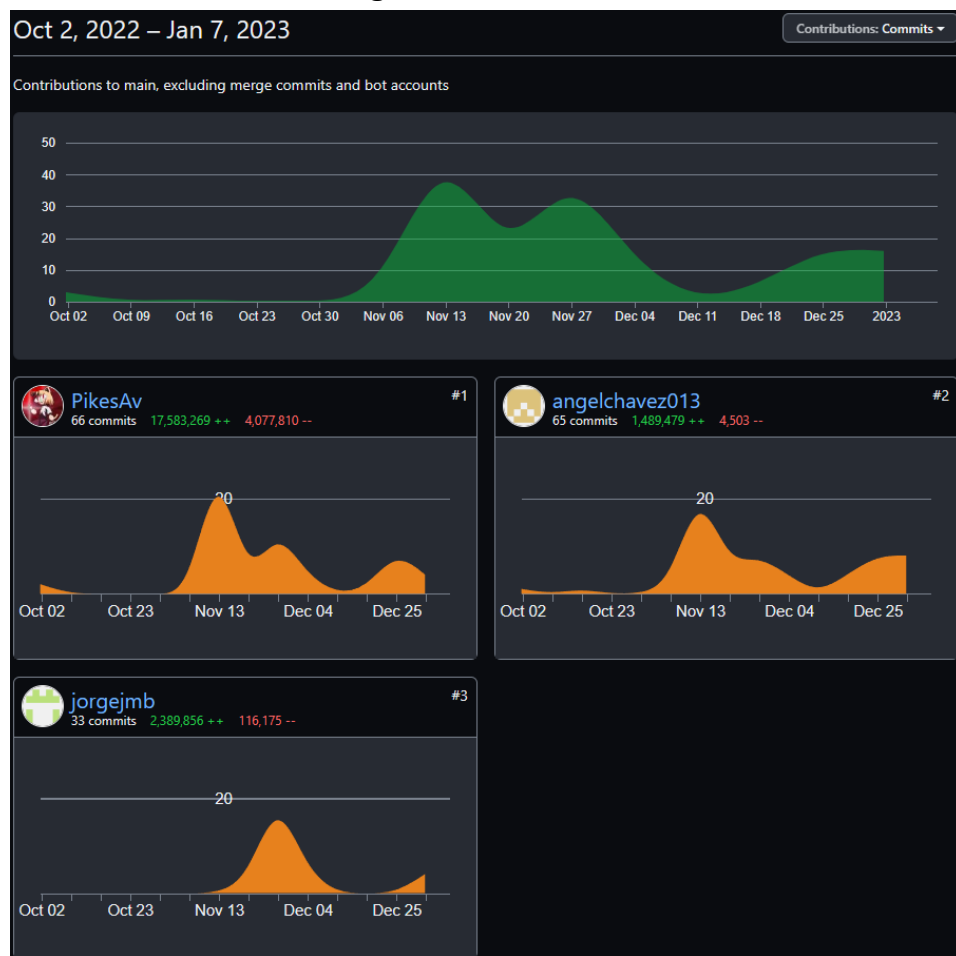 Oct 2, 2022 – Jan 7, 2023
Contributions: Commits
Contributions to main, excluding merge commits and bot accounts
50
40
30
20
10
0
Oct 02 Oct 09 Oct 16 Oct 23 Oct 30 Nov 06 Nov 13 Nov 20 Nov 27 Dec 04 Dec 11 Dec 18 Dec 25 2023
PikesAv #1
66 commits 17,583,269 ++ 4,077,810 --
20
Oct 02 Oct 23 Nov 13 Dec 04 Dec 25
angelchavez013 #2
65 commits 1,489,479 ++ 4,503 --
20
Oct 02 Oct 23 Nov 13 Dec 04 Dec 25
jorgejmb #3
33 commits 2,389,856 ++ 116,175 --
20
Oct 02 Oct 23 Nov 13 Dec 04 Dec 25